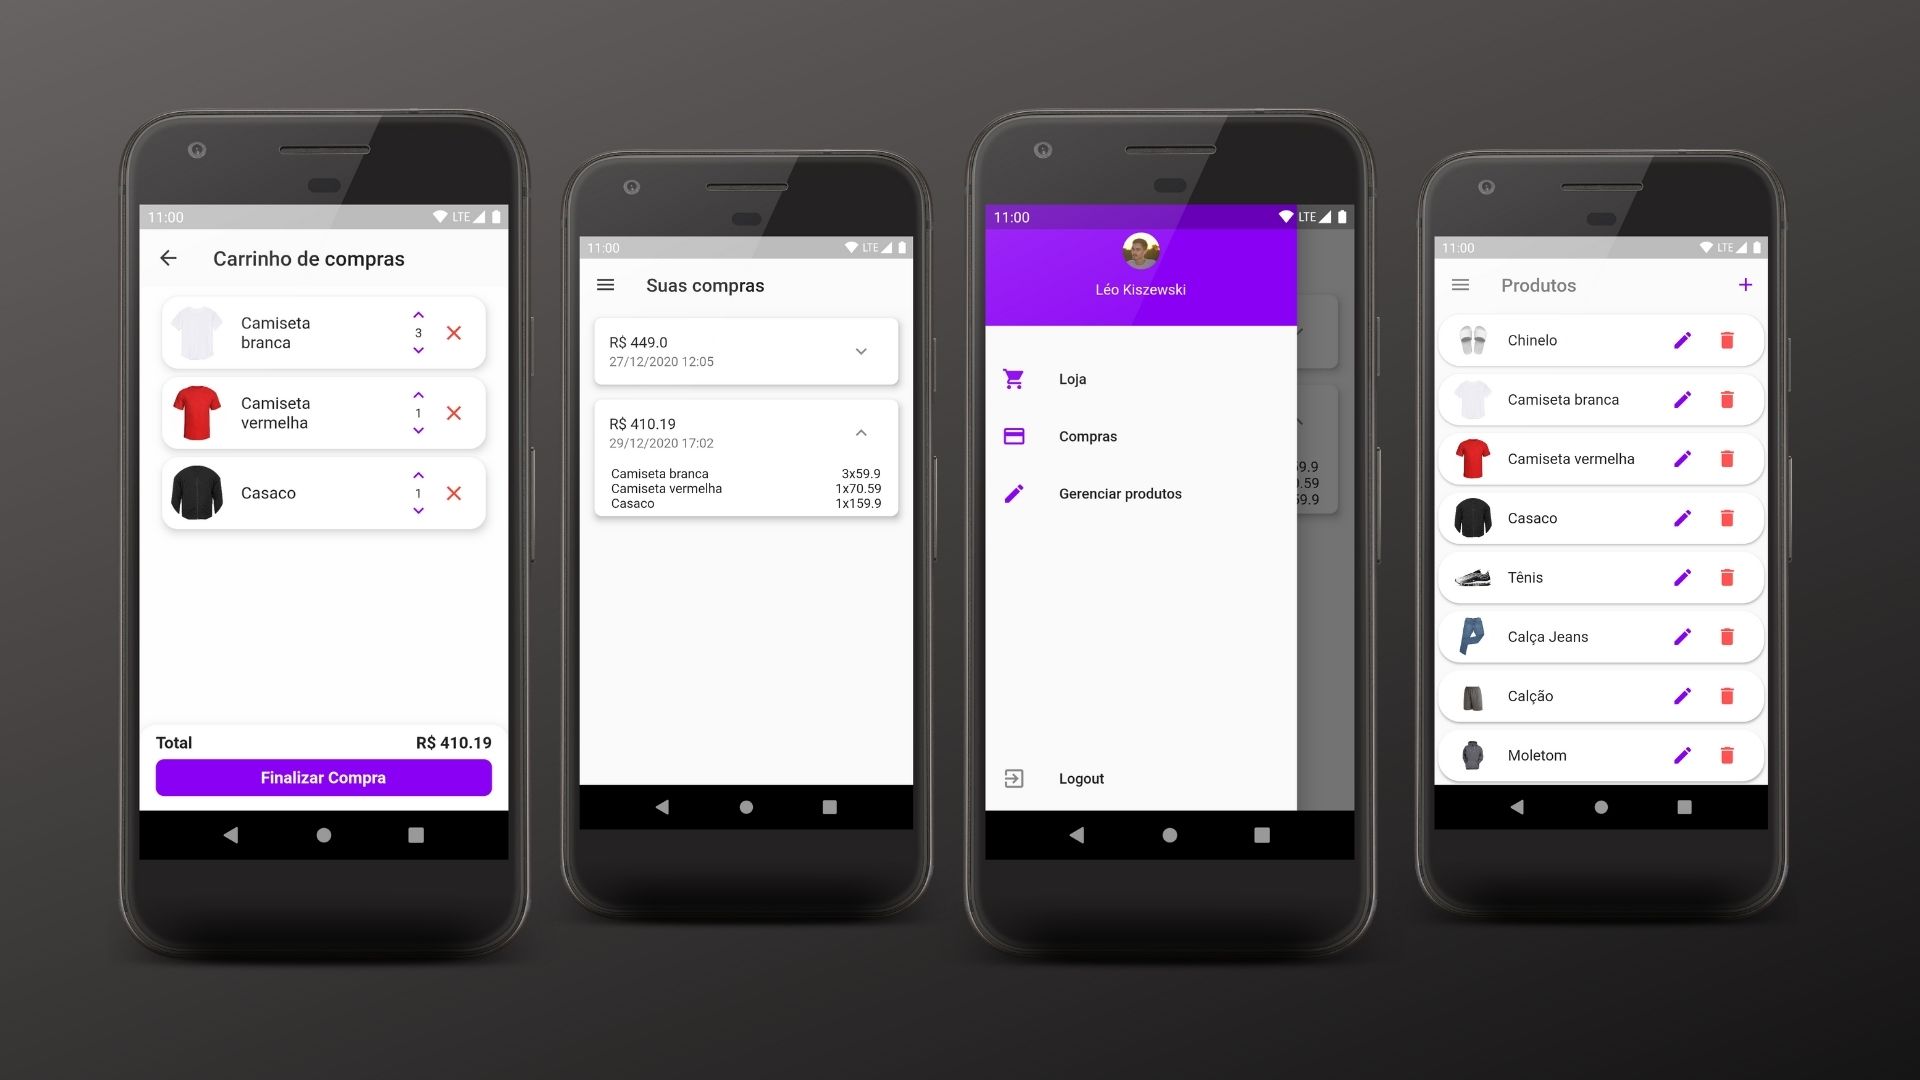 11:00
LTE
Carrinho de compras
Camiseta
branca
3
Camiseta
vermelha
1
Casaco
1
Total R$ 410.19
Finalizar Compra
11:00
LTE
Suas compras
R$ 449.0
27/12/2020 12:05
R$ 410.19
29/12/2020 17:02
Camiseta branca 3x59.9
Camiseta vermelha 1x70.59
Casaco 1x159.9
11:00
LTE
Léo Kiszewski
Loja
Compras
Gerenciar produtos
59.9
.59
59.9
Logout
11:00
LTE
Produtos
Chinelo
Camiseta branca
Camiseta vermelha
Casaco
Tênis
Calça Jeans
Calção
Moletom